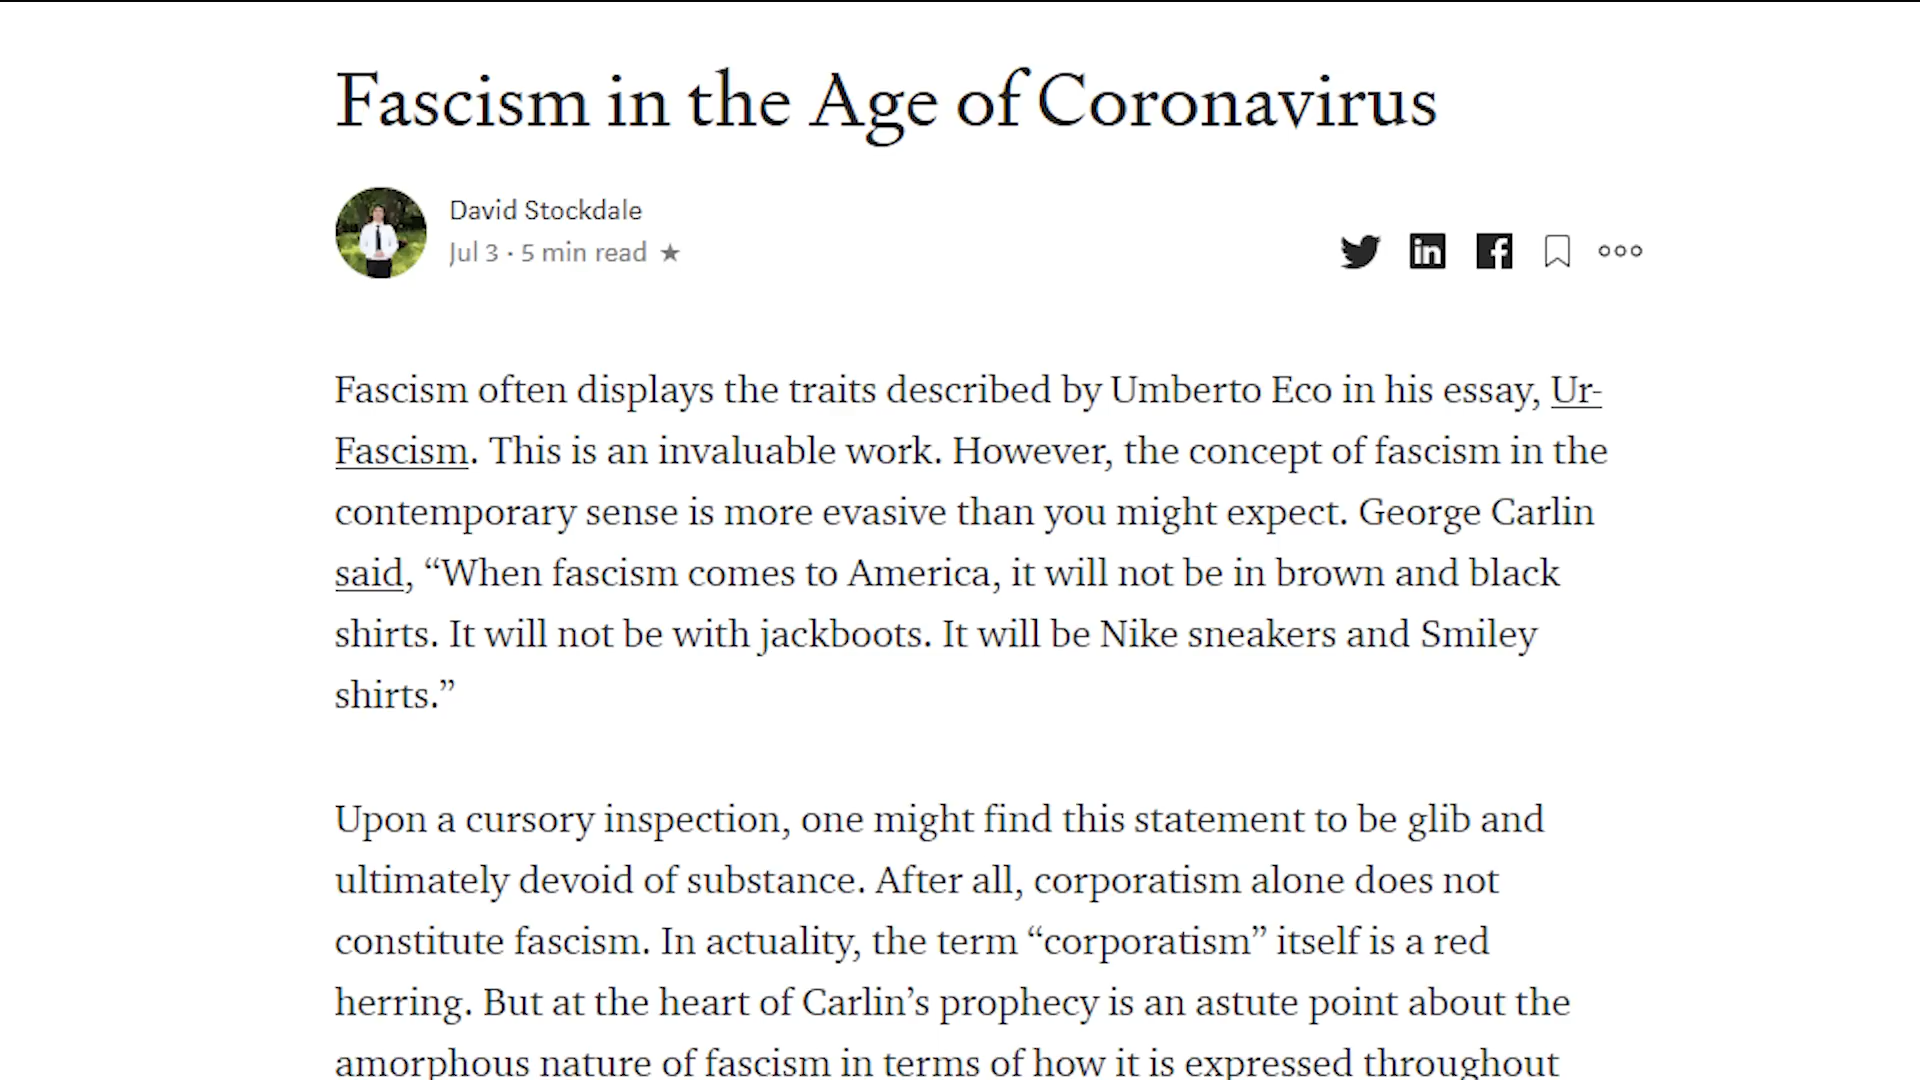 Fascism in the Age of Coronavirus
David Stockdale
Jul 3 · 5 min read ★
Fascism often displays the traits described by Umberto Eco in his essay, Ur-
Fascism. This is an invaluable work. However, the concept of fascism in the
contemporary sense is more evasive than you might expect. George Carlin
said, “When fascism comes to America, it will not be in brown and black
shirts. It will not be with jackboots. It will be Nike sneakers and Smiley
shirts.”
Upon a cursory inspection, one might find this statement to be glib and
ultimately devoid of substance. After all, corporatism alone does not
constitute fascism. In actuality, the term “corporatism” itself is a red
herring. But at the heart of Carlin’s prophecy is an astute point about the
amorphous nature of fascism in terms of how it is expressed throughout